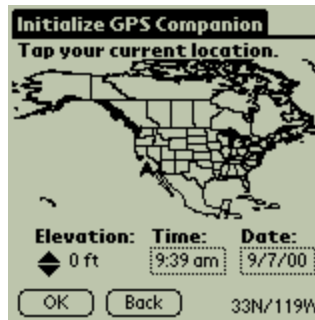 Initialize GPS Companion
Tap your current location.
Elevation: Time: Date:
0 ft 9:39 am 9/7/00
OK Back 33N/119W